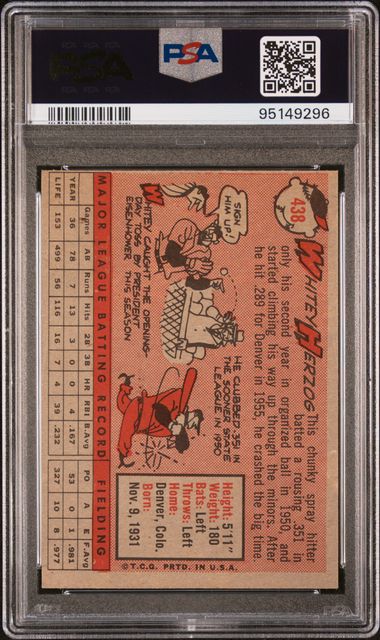 PSA
PSA
95149296
438
WHITEY HERZOG
This chunky spray hitter
batted a rousing .351 in
only his second year in organized ball in 1950, and
started climbing his way up through the minors. After
he hit .289 for Denver in 1955, he crashed the big time
SIGN
HIM UP!
WHITEY CAUGHT THE OPENING-
DAY TOSS BY PRESIDENT
EISENHOWER THIS SEASON
HE CLUBBED .351 IN
THE SOONER STATE
LEAGUE IN 1950
Height: 5'11"
Weight: 180
Bats: Left
Throws: Left
Home:
Denver, Colo.
Born:
Nov 9, 1931
MAJOR LEAGUE BATTING RECORD FIELDING
Games AB Runs Hits 2B 3B HR RBI B.Avg PO A E F.Avg
YEAR 36 78 7 13 3 0 0 4 .167 53 0 1 .981
LIFE 153 499 56 116 16 7 4 39 .232 327 10 8 .977
© T.C.G. PRTD. IN U.S.A.
PSA